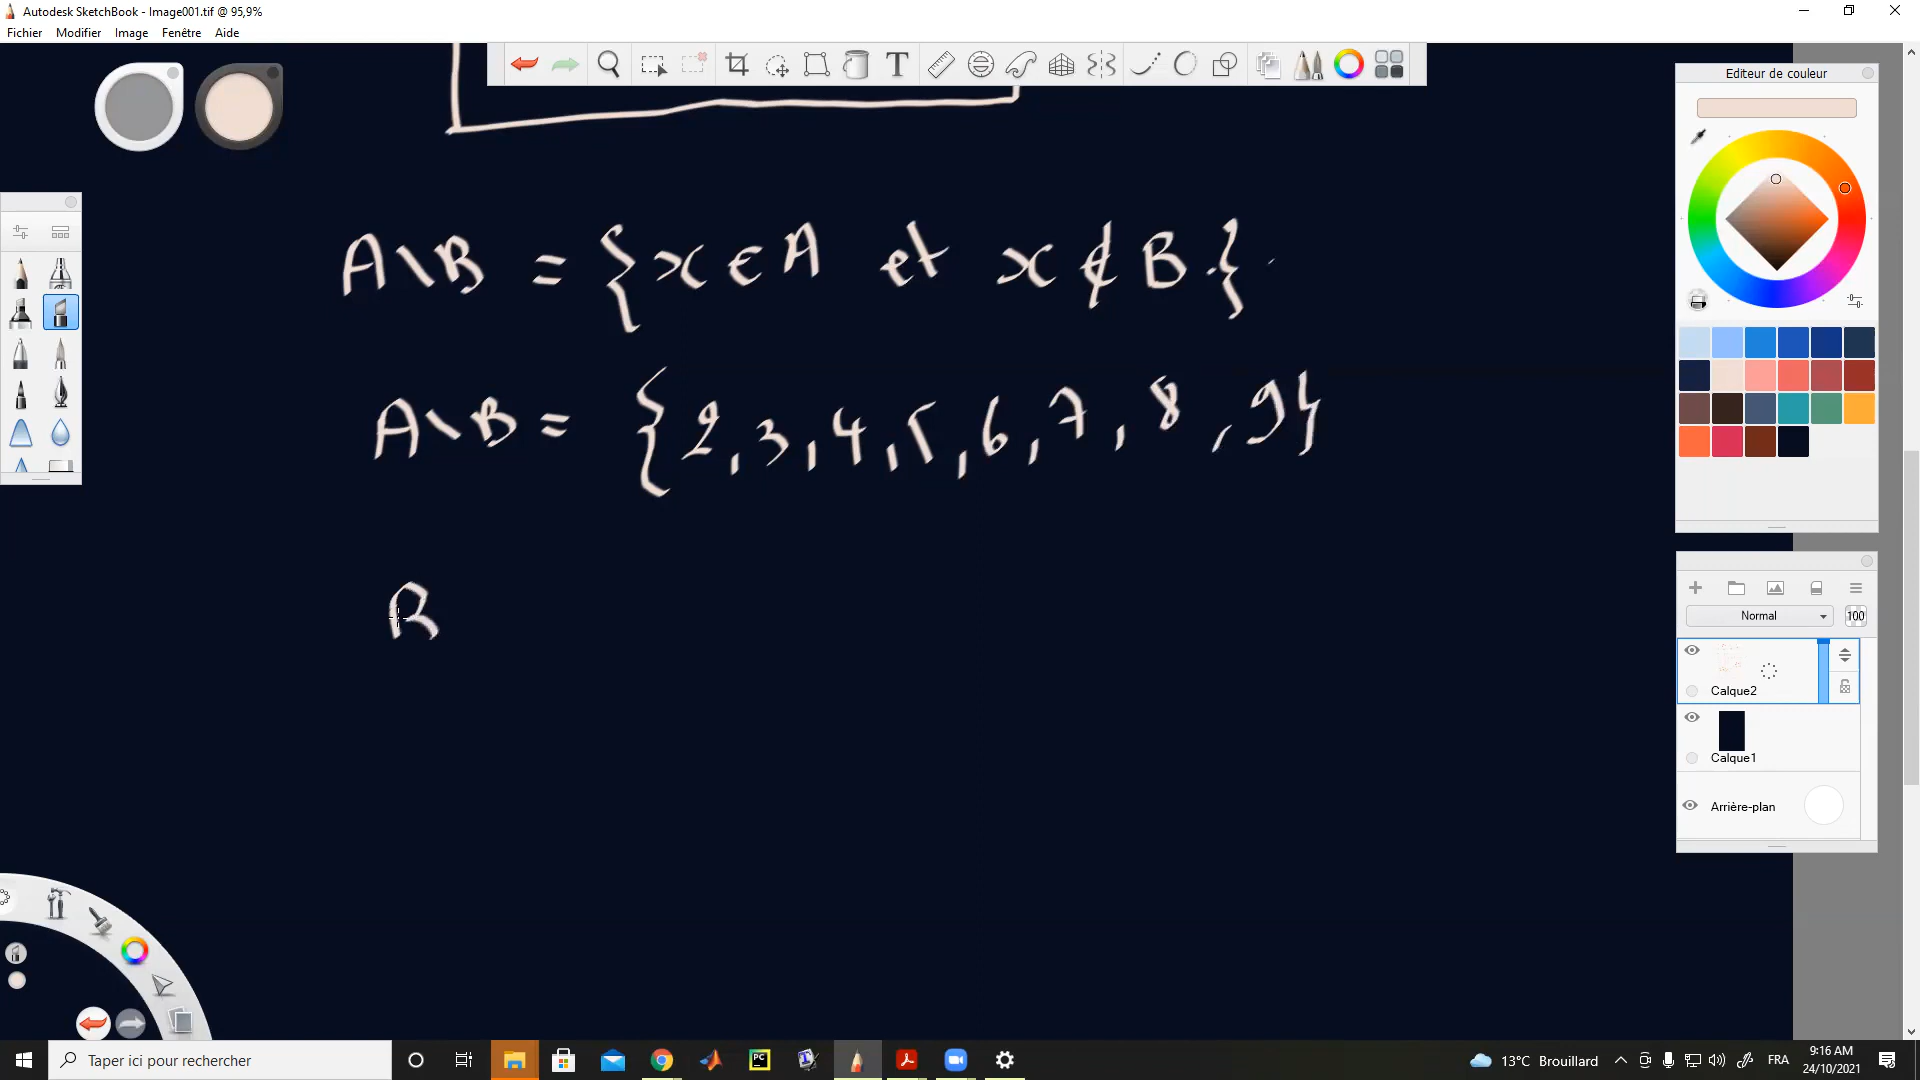 Autodesk SketchBook - Image001.tif @ 95,9%
Fichier Modifier Image Fenêtre Aide
T
Editeur de couleur
A\B = {x ∈ A et x ∉ B}
A\B = {2, 3, 4, 5, 6, 7, 8, 9}
B
Normal 100
Calque2
Calque1
Arrière-plan
Taper ici pour rechercher
PC
13°C Brouillard
FRA
9:16 AM
24/10/2021